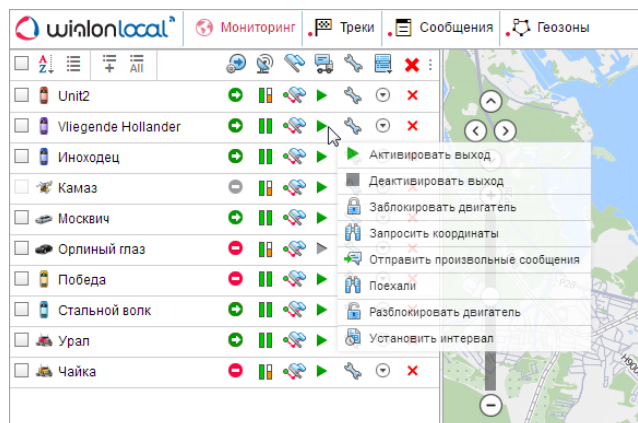 wialonlocal
Мониторинг
Треки
Сообщения
Геозоны
All
Unit2
Vliegende Hollander
Активировать выход
Иноходец
Деактивировать выход
Камаз
Заблокировать двигатель
Москвич
Запросить координаты
Орлиный глаз
Отправить произвольные сообщения
Победа
Поехали
Р26
Стальной волк
Разблокировать двигатель
Урал
Установить интервал
Чайка